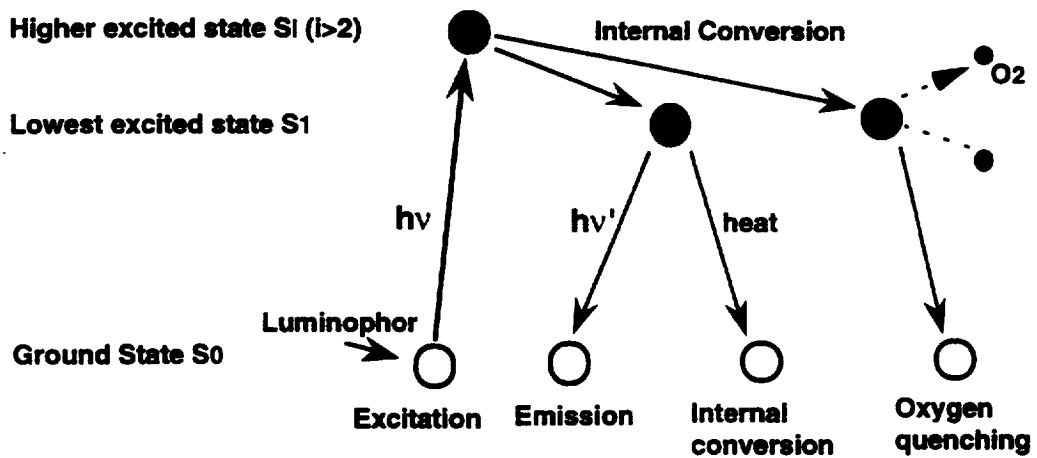 Higher excited state SI (i>2)
Internal Conversion
O2
Lowest excited state S1
hν
hν'
heat
Luminophor
Ground State S0
Excitation
Emission
Internal
conversion
Oxygen
quenching